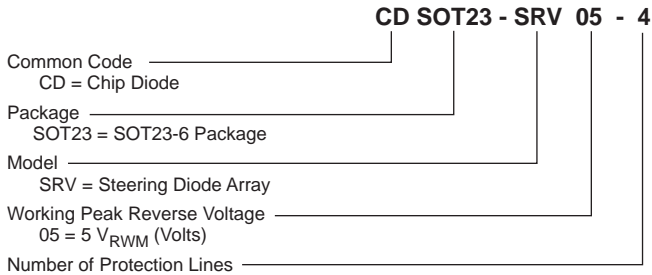 CD SOT23 - SRV 05 - 4
Common Code
CD = Chip Diode
Package
SOT23 = SOT23-6 Package
Model
SRV = Steering Diode Array
Working Peak Reverse Voltage
05 = 5 VRWM (Volts)
Number of Protection Lines